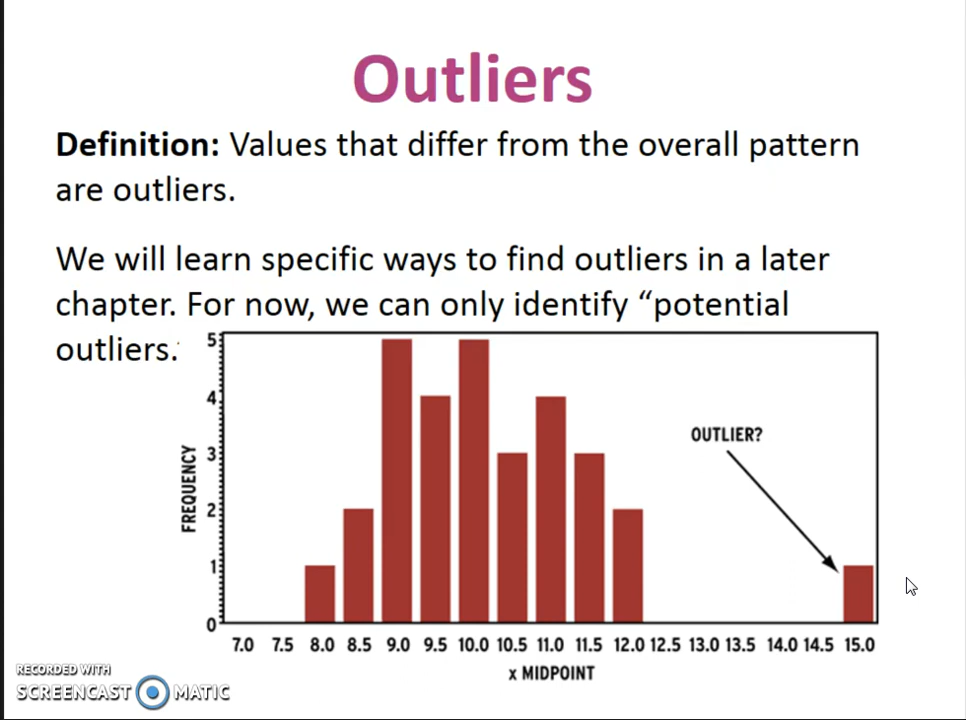 Outliers
Definition: Values that differ from the overall pattern
are outliers.
We will learn specific ways to find outliers in a later
chapter. For now, we can only identify “potential
outliers.
5
4
OUTLIER?
3
FREQUENCY
2
1
0
7.0 7.5 8.0 8.5 9.0 9.5 10.0 10.5 11.0 11.5 12.0 12.5 13.0 13.5 14.0 14.5 15.0
x MIDPOINT
RECORDED WITH
SCREENCAST MATIC